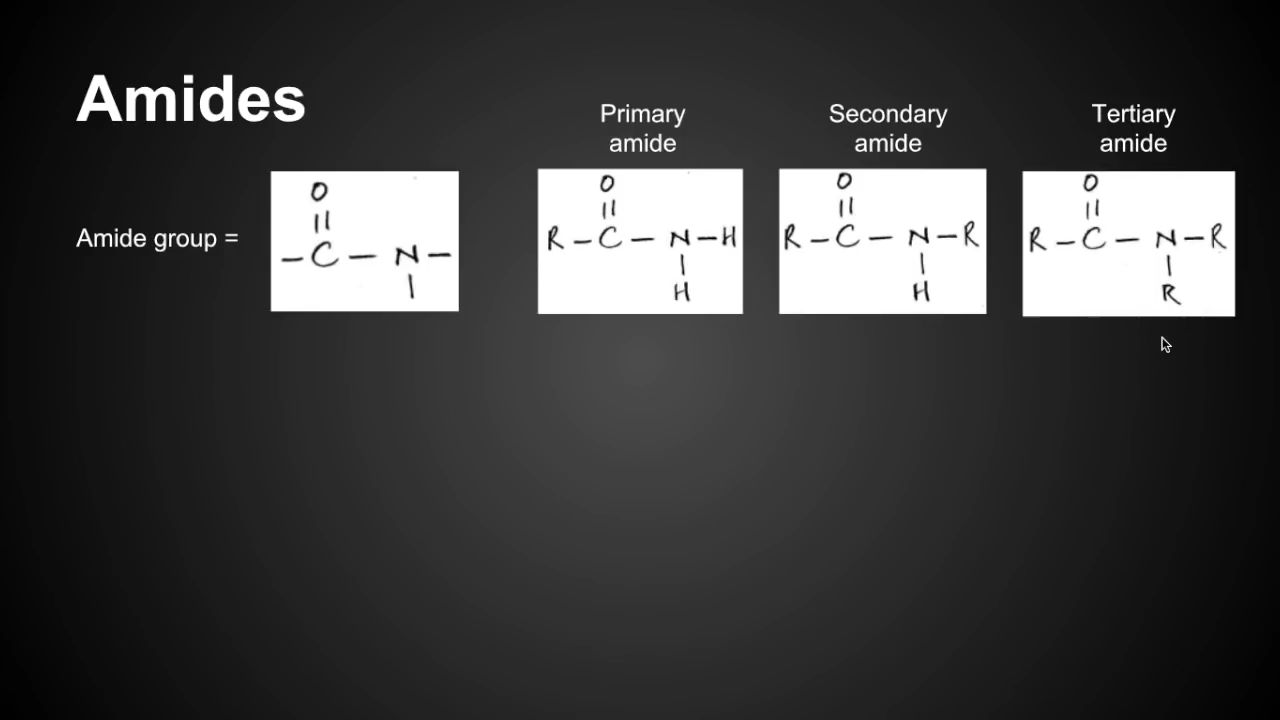 Amides
Amide group =
O
||
– C – N –
|
Primary
amide
O
||
R – C – N – H
|
H
Secondary
amide
O
||
R – C – N – R
|
H
Tertiary
amide
O
||
R – C – N – R
|
R